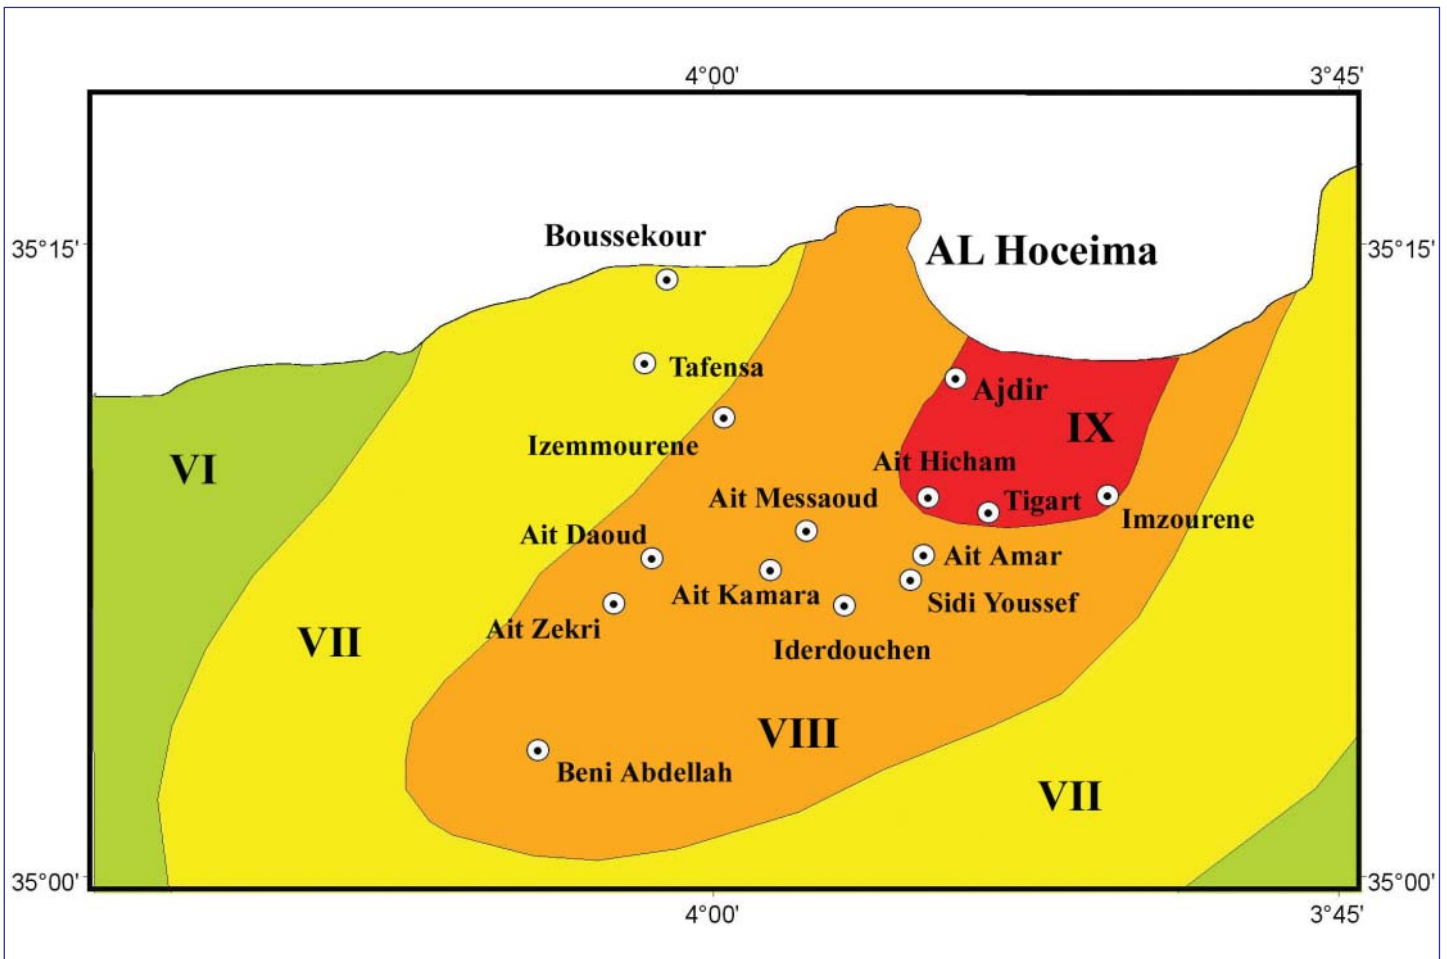 4°00'
3°45'
35°15'
Boussekour
AL Hoceima
35°15'
Tafensa
Ajdir
IX
Izemmourene
VI
Ait Hicham
Ait Messaoud
Tigart
Imzourene
Ait Daoud
Ait Amar
Ait Kamara
Sidi Youssef
Ait Zekri
VII
Iderdouchen
VIII
Beni Abdellah
VII
35°00'
35°00'
4°00'
3°45'